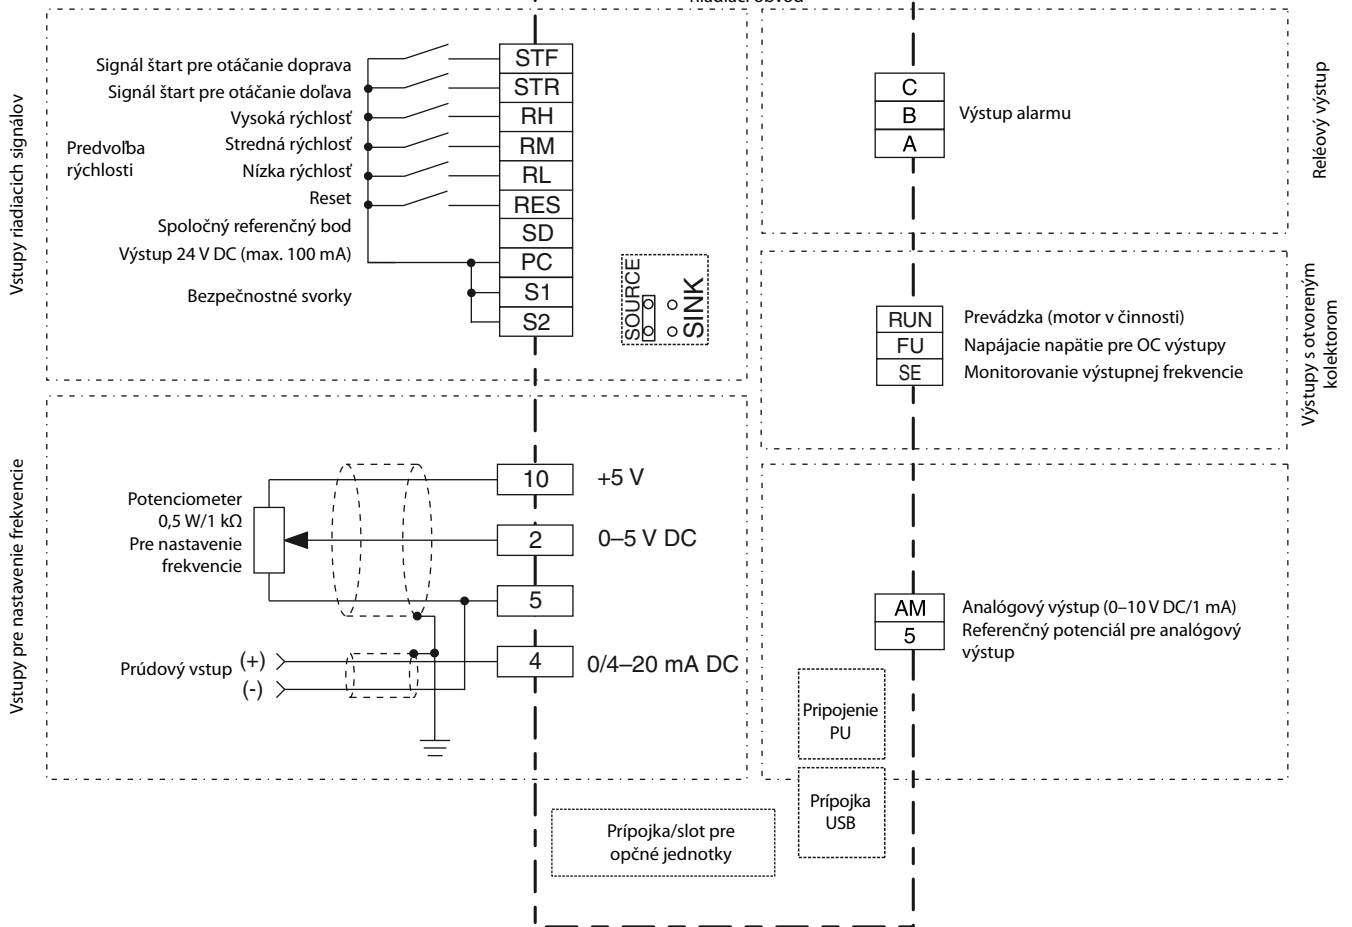 Riadiaci obvod
Vstupy riadiacich signálov
Signál štart pre otáčanie doprava
Signál štart pre otáčanie doľava
Vysoká rýchlosť
Predvoľba
rýchlosti
Stredná rýchlosť
Nízka rýchlosť
Reset
Spoločný referenčný bod
Výstup 24 V DC (max. 100 mA)
Bezpečnostné svorky
STF
STR
RH
RM
RL
RES
SD
PC
S1
S2
SOURCE
SINK
C
B
A
Výstup alarmu
Reléový výstup
RUN
FU
SE
Prevádzka (motor v činnosti)
Napájacie napätie pre OC výstupy
Monitorovanie výstupnej frekvencie
Výstupy s otvoreným
kolektorom
Vstupy pre nastavenie frekvencie
Potenciometer
0,5 W/1 kΩ
Pre nastavenie
frekvencie
10
+5 V
2
0–5 V DC
5
Prúdový vstup
(+)
(-)
4
0/4–20 mA DC
AM
5
Analógový výstup (0–10 V DC/1 mA)
Referenčný potenciál pre analógový
výstup
Pripojenie
PU
Prípojka
USB
Prípojka/slot pre
opčné jednotky